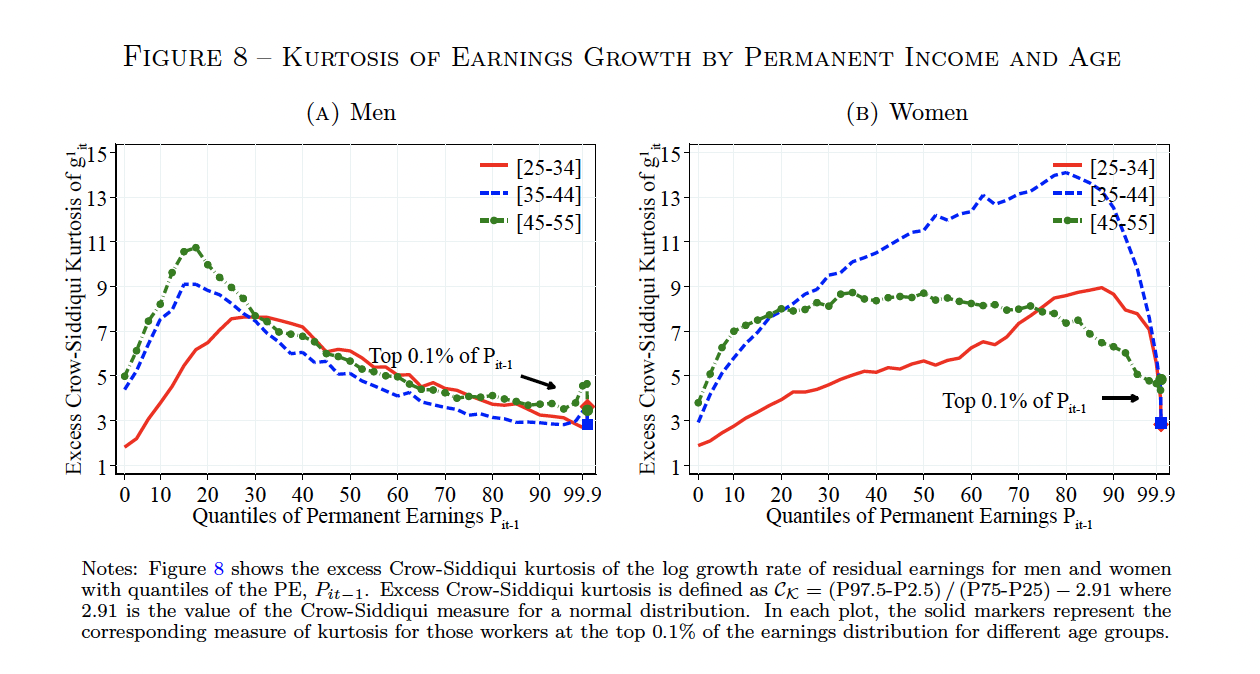 FIGURE 8 – KURTOSIS OF EARNINGS GROWTH BY PERMANENT INCOME AND AGE
(A) Men
(B) Women
Excess Crow-Siddiqui Kurtosis of g¹it
15
13
11
9
7
5
3
1
[25-34]
[35-44]
[45-55]
Top 0.1% of Pit-1
0 10 20 30 40 50 60 70 80 90 99.9
Quantiles of Permanent Earnings Pit-1
Excess Crow-Siddiqui Kurtosis of g¹it
15
13
11
9
7
5
3
1
[25-34]
[35-44]
[45-55]
Top 0.1% of Pit-1
0 10 20 30 40 50 60 70 80 90 99.9
Quantiles of Permanent Earnings Pit-1
Notes: Figure 8 shows the excess Crow-Siddiqui kurtosis of the log growth rate of residual earnings for men and women
with quantiles of the PE, Pit−1. Excess Crow-Siddiqui kurtosis is defined as CK = (P97.5-P2.5) / (P75-P25) − 2.91 where
2.91 is the value of the Crow-Siddiqui measure for a normal distribution. In each plot, the solid markers represent the
corresponding measure of kurtosis for those workers at the top 0.1% of the earnings distribution for different age groups.